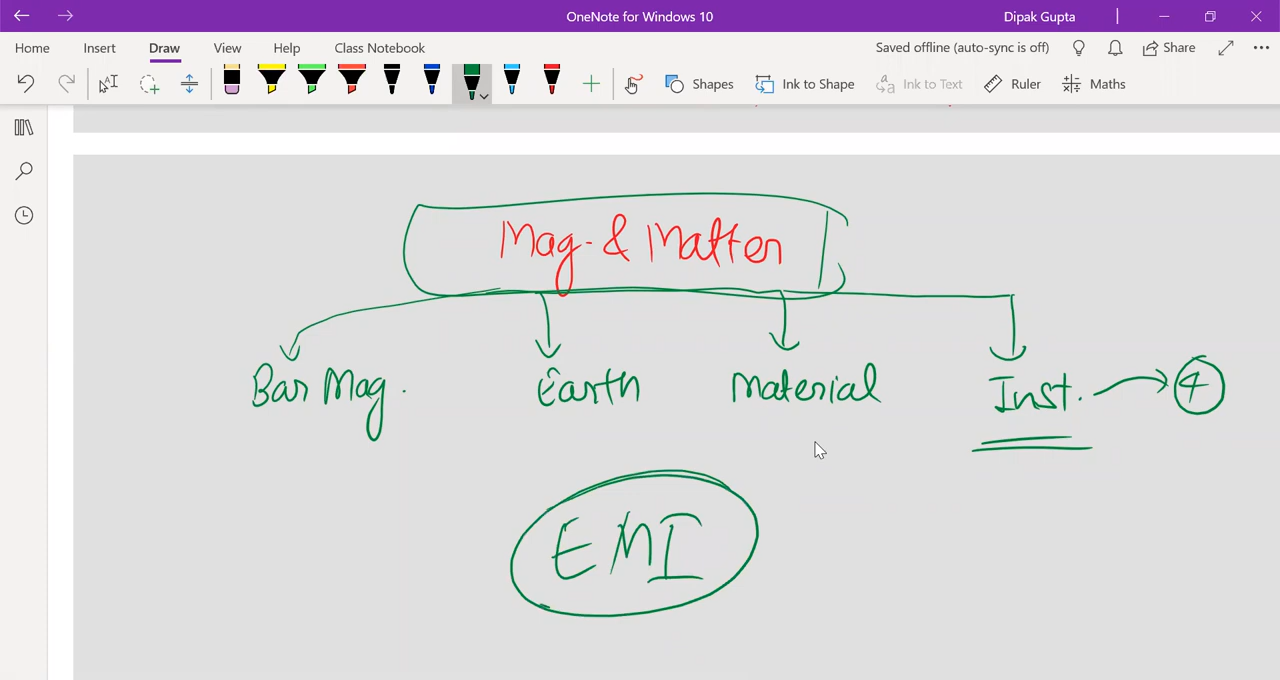 OneNote for Windows 10
Dipak Gupta
Home Insert Draw View Help Class Notebook
Saved offline (auto-sync is off)
Share
Shapes Ink to Shape Ink to Text Ruler Maths
Mag. & Matter
Bar Mag. Earth Material Inst. 4
EMI